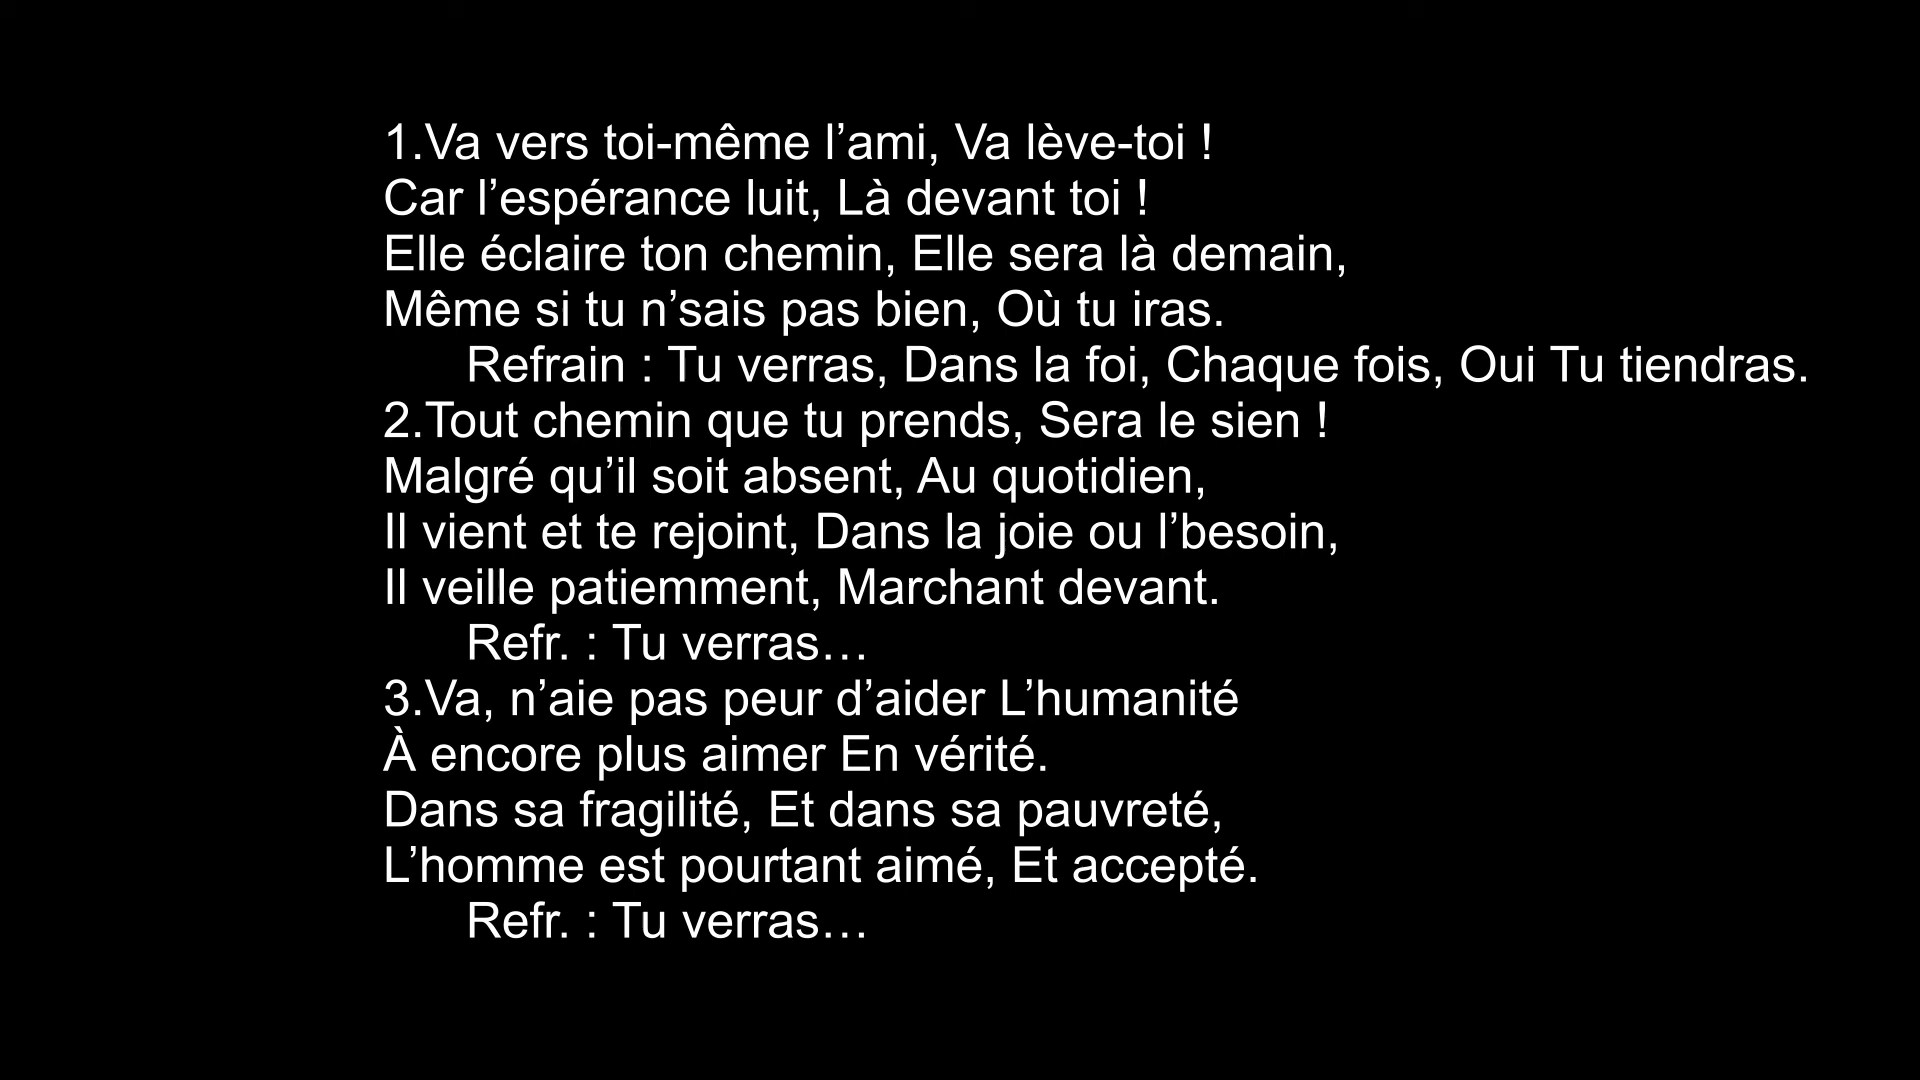 1.Va vers toi-même l’ami, Va lève-toi !
Car l’espérance luit, Là devant toi !
Elle éclaire ton chemin, Elle sera là demain,
Même si tu n’sais pas bien, Où tu iras.
Refrain : Tu verras, Dans la foi, Chaque fois, Oui Tu tiendras.
2.Tout chemin que tu prends, Sera le sien !
Malgré qu’il soit absent, Au quotidien,
Il vient et te rejoint, Dans la joie ou l’besoin,
Il veille patiemment, Marchant devant.
Refr. : Tu verras…
3.Va, n’aie pas peur d’aider L’humanité
À encore plus aimer En vérité.
Dans sa fragilité, Et dans sa pauvreté,
L’homme est pourtant aimé, Et accepté.
Refr. : Tu verras…